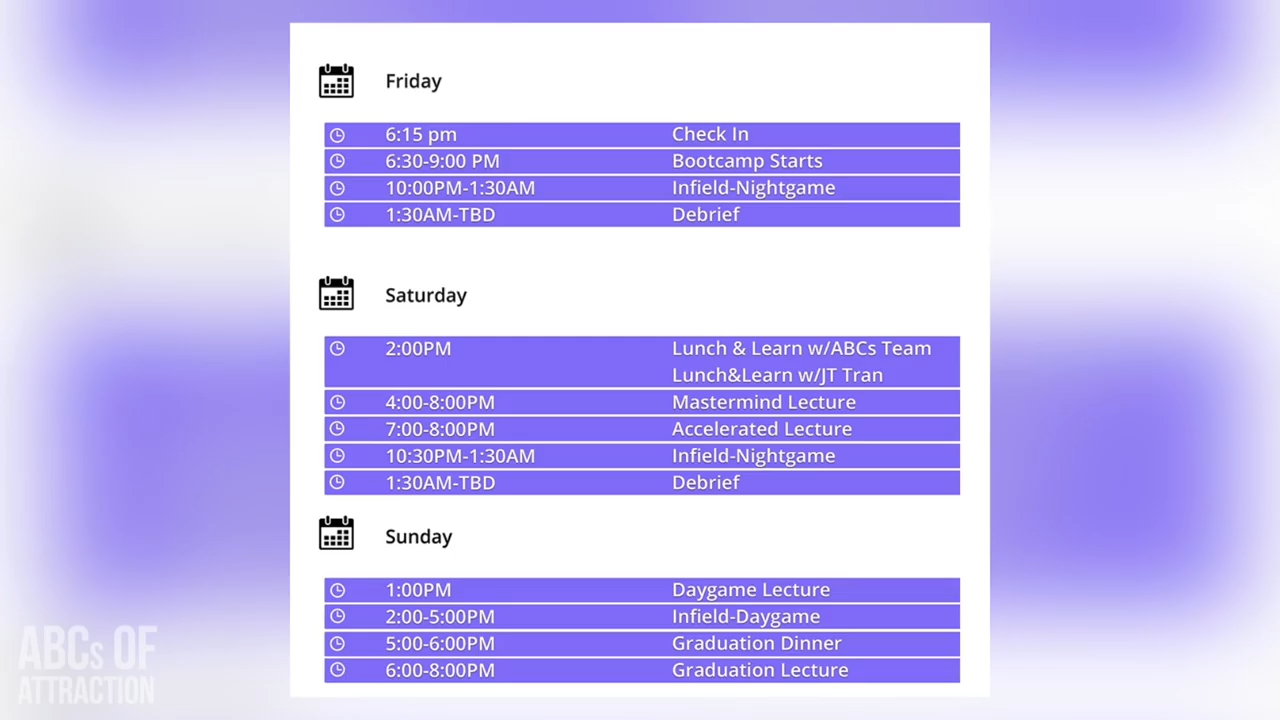 Friday
6:15 pm Check In
6:30-9:00 PM Bootcamp Starts
10:00PM-1:30AM Infield-Nightgame
1:30AM-TBD Debrief
Saturday
2:00PM Lunch & Learn w/ABCs Team
Lunch&Learn w/JT Tran
4:00-8:00PM Mastermind Lecture
7:00-8:00PM Accelerated Lecture
10:30PM-1:30AM Infield-Nightgame
1:30AM-TBD Debrief
Sunday
1:00PM Daygame Lecture
2:00-5:00PM Infield-Daygame
5:00-6:00PM Graduation Dinner
6:00-8:00PM Graduation Lecture
ABCs OF
ATTRACTION